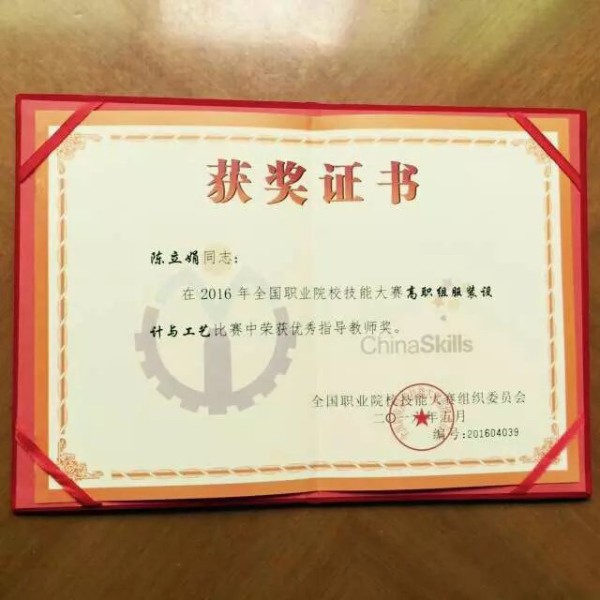 获奖证书
陈立娟同志：
在2016年全国职业院校技能大赛高职组服装设
计与工艺比赛中荣获优秀指导教师奖。
ChinaSkills
全国职业院校技能大赛组织委员会
二〇一六年五月
编号:201604039